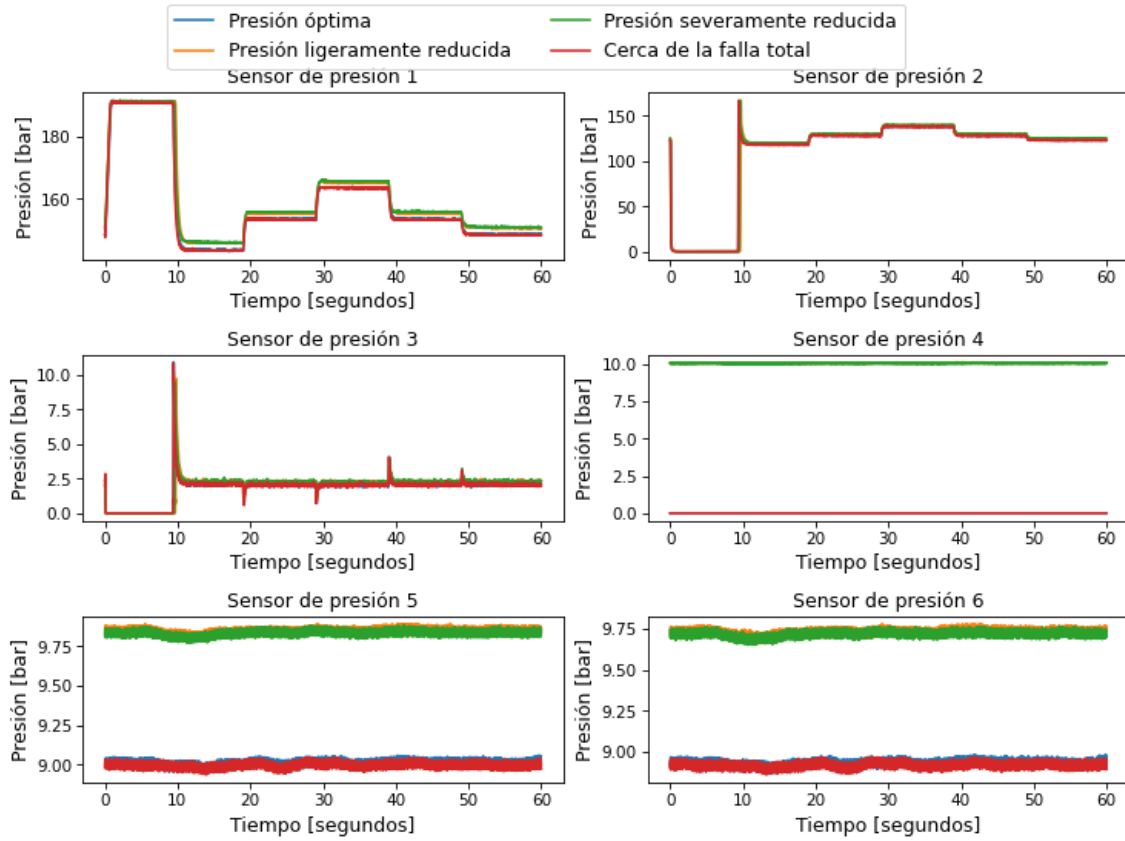 Presión óptima
Presión ligeramente reducida
Presión severamente reducida
Cerca de la falla total
Sensor de presión 1
Presión [bar]
180
160
0 10 20 30 40 50 60
Tiempo [segundos]
Sensor de presión 2
Presión [bar]
150
100
50
0
0 10 20 30 40 50 60
Tiempo [segundos]
Sensor de presión 3
Presión [bar]
10.0
7.5
5.0
2.5
0.0
0 10 20 30 40 50 60
Tiempo [segundos]
Sensor de presión 4
Presión [bar]
10.0
7.5
5.0
2.5
0.0
0 10 20 30 40 50 60
Tiempo [segundos]
Sensor de presión 5
Presión [bar]
9.75
9.50
9.25
9.00
0 10 20 30 40 50 60
Tiempo [segundos]
Sensor de presión 6
Presión [bar]
9.75
9.50
9.25
9.00
0 10 20 30 40 50 60
Tiempo [segundos]